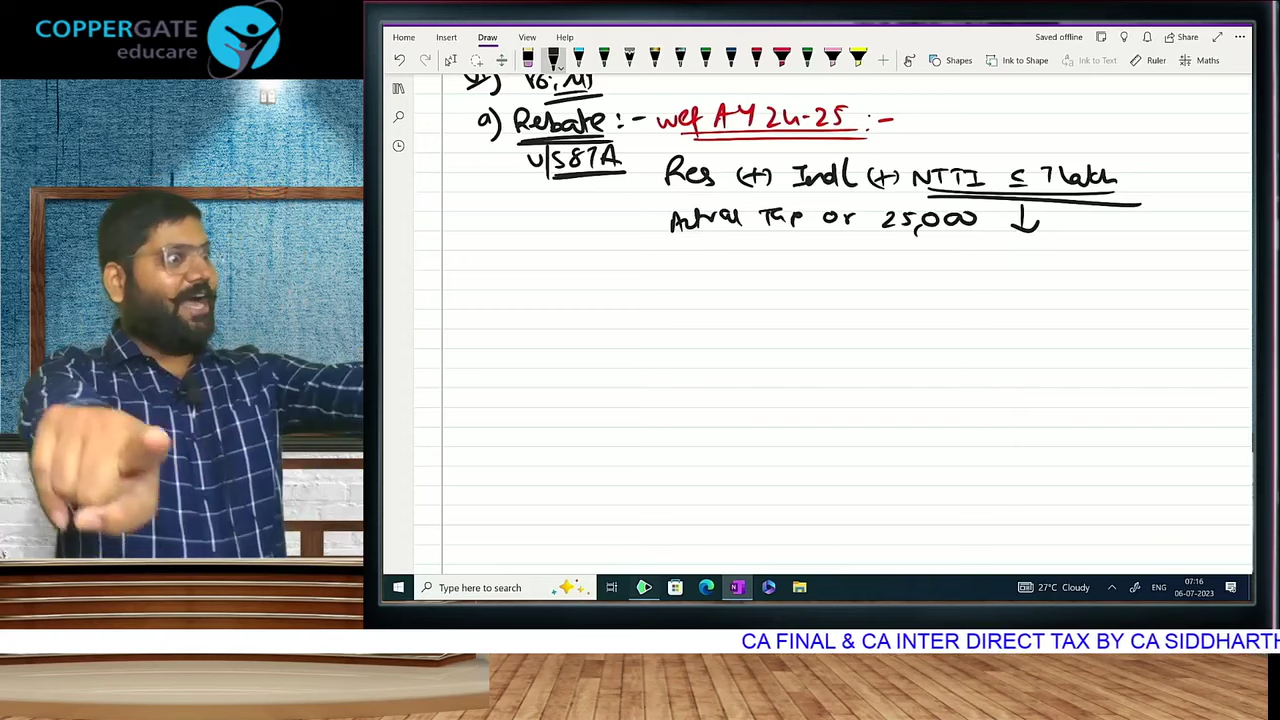 COPPERGATE
educare
Home Insert Draw View Help
Saved offline
Share
Shapes
Ink to Shape
Ink to Text
Ruler
Maths
a) Rebate :- wef AY 24-25 :-
u/s 87A
Res (+) Indl (+) NTTI ≤ 7 lakh
Actual Tax or 25,000 ↓
Type here to search
27°C Cloudy
ENG
07:16
06-07-2023
CA FINAL & CA INTER DIRECT TAX BY CA SIDDHARTH